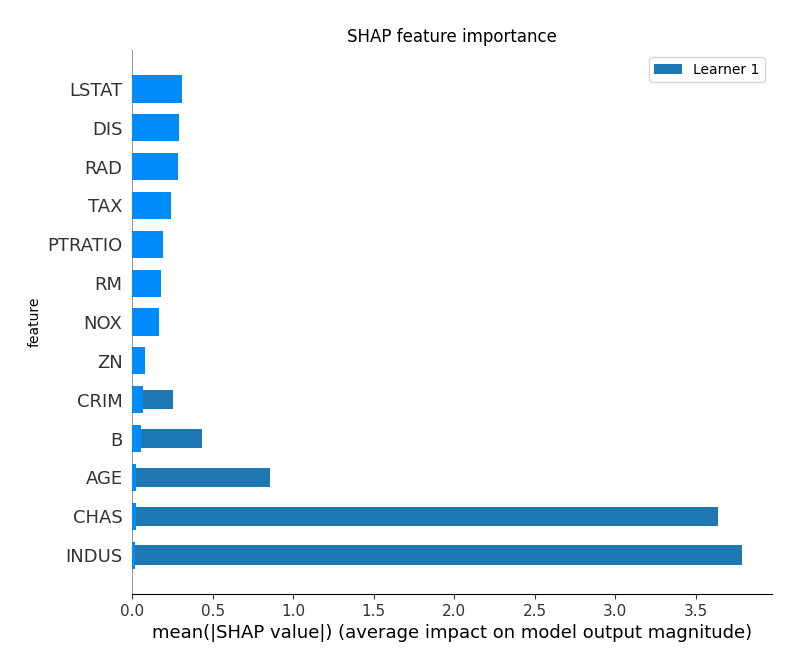 SHAP feature importance
Learner 1
LSTAT
DIS
RAD
TAX
PTRATIO
RM
NOX
ZN
CRIM
B
AGE
CHAS
INDUS
feature
0.0 0.5 1.0 1.5 2.0 2.5 3.0 3.5
mean(|SHAP value|) (average impact on model output magnitude)